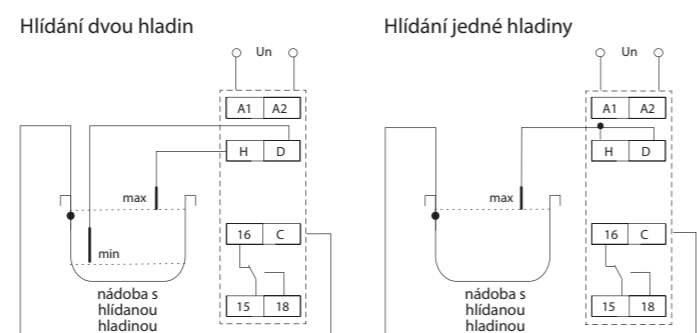 Hlídání dvou hladin
Un
A1 A2
H D
max
min
16 C
15 18
nádoba s
hlídanou
hladinou
Hlídání jedné hladiny
Un
A1 A2
H D
max
16 C
15 18
nádoba s
hlídanou
hladinou